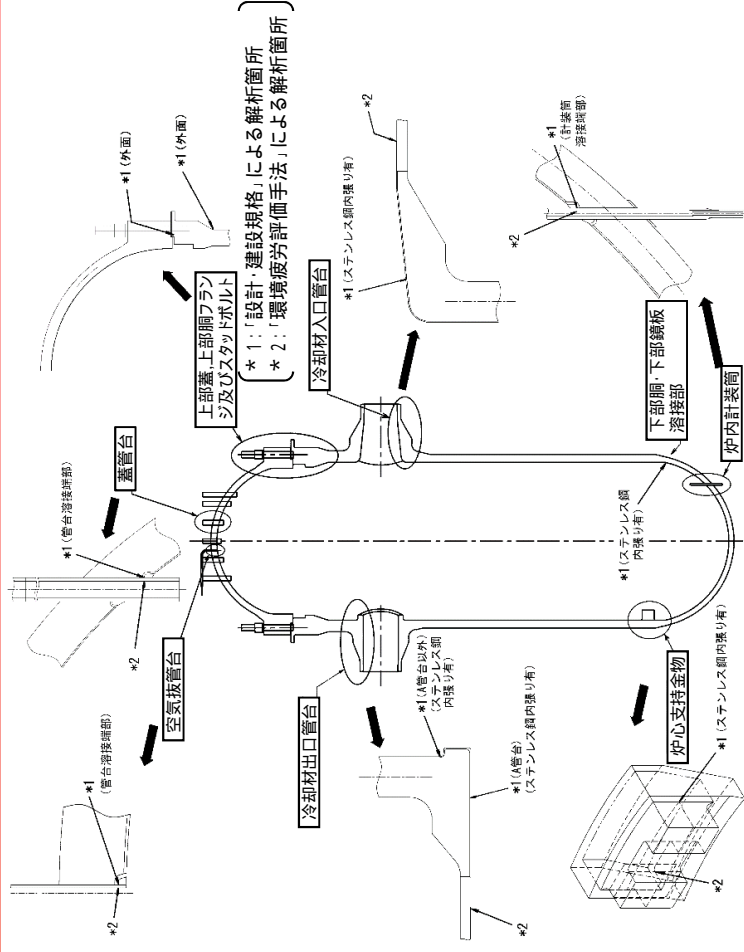 *1（管台溶接端部）
*2
空気抜管台
*1
（管台溶接端部）
*2
蓋管台
*1（外面）
*1（外面）
上部蓋,上部胴フラン
ジ及びスタッドボルト
＊1：「設計・建設規格」による解析箇所
＊2：「環境疲労評価手法」による解析箇所
冷却材出口管台
*1（A管台以外）
（ステンレス鋼
内張り有）
*1（A管台）
（ステンレス鋼内張り有）
*2
冷却材入口管台
*1（ステンレス鋼内張り有）
*2
炉心支持金物
*1（ステンレス鋼内張り有）
*2
*1（ステンレス鋼
内張り有）
下部胴・下部鏡板
溶接部
炉内計装筒
*1
（計装筒
溶接端部）
*2